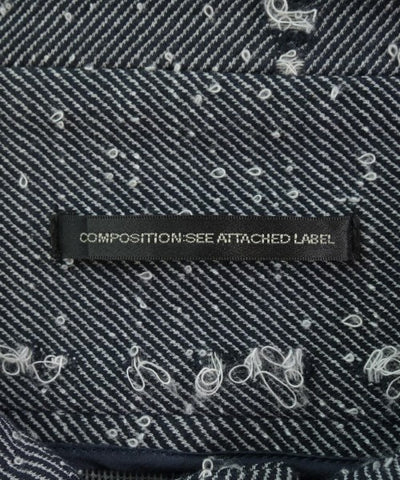 COMPOSITION:SEE ATTACHED LABEL